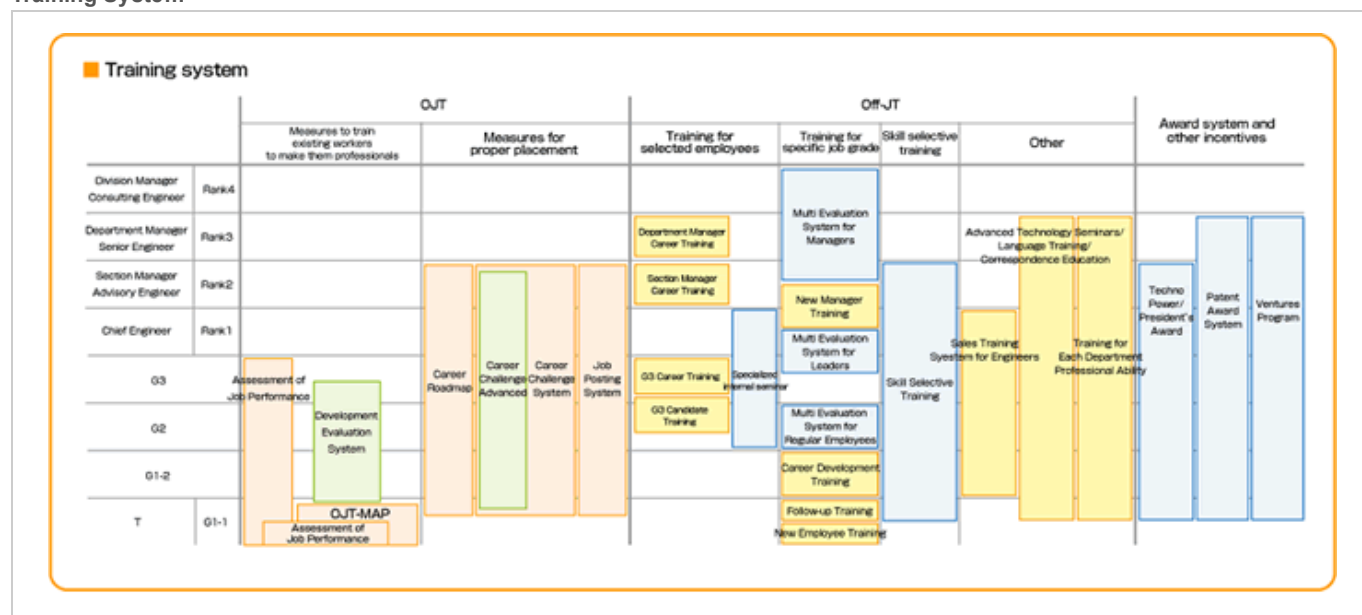 Training System
Training system
OJT
Off-JT
Award system and
other incentives
Measures to train
existing workers
to make them professionals
Measures for
proper placement
Training for
selected employees
Training for
specific job grade
Skill selective
training
Other
Division Manager
Consulting Engineer
Rank4
Department Manager
Senior Engineer
Rank3
Section Manager
Advisory Engineer
Rank2
Chief Engineer
Rank1
G3
G2
G1-2
T
G1-1
Assessment of
Job Performance
Development
Evaluation
System
OJT-MAP
Assessment of
Job Performance
Career
Roadmap
Career
Challenge
Advanced
Career
Challenge
System
Job
Posting
System
Department Manager
Career Training
Section Manager
Career Training
G3 Career Training
G3 Candidate
Training
Specialized
internal seminar
Multi Evaluation
System for
Managers
New Manager
Training
Multi Evaluation
System for
Leaders
Multi Evaluation
System for
Regular Employees
Career Development
Training
Follow-up Training
New Employee Training
Skill Selective
Training
Advanced Technology Seminars/
Language Training/
Correspondence Education
Sales Training
Syestem for Engineers
Training for
Each Department
Professional Ability
Techno
Power/
President's
Award
Patent
Award
System
Ventures
Program